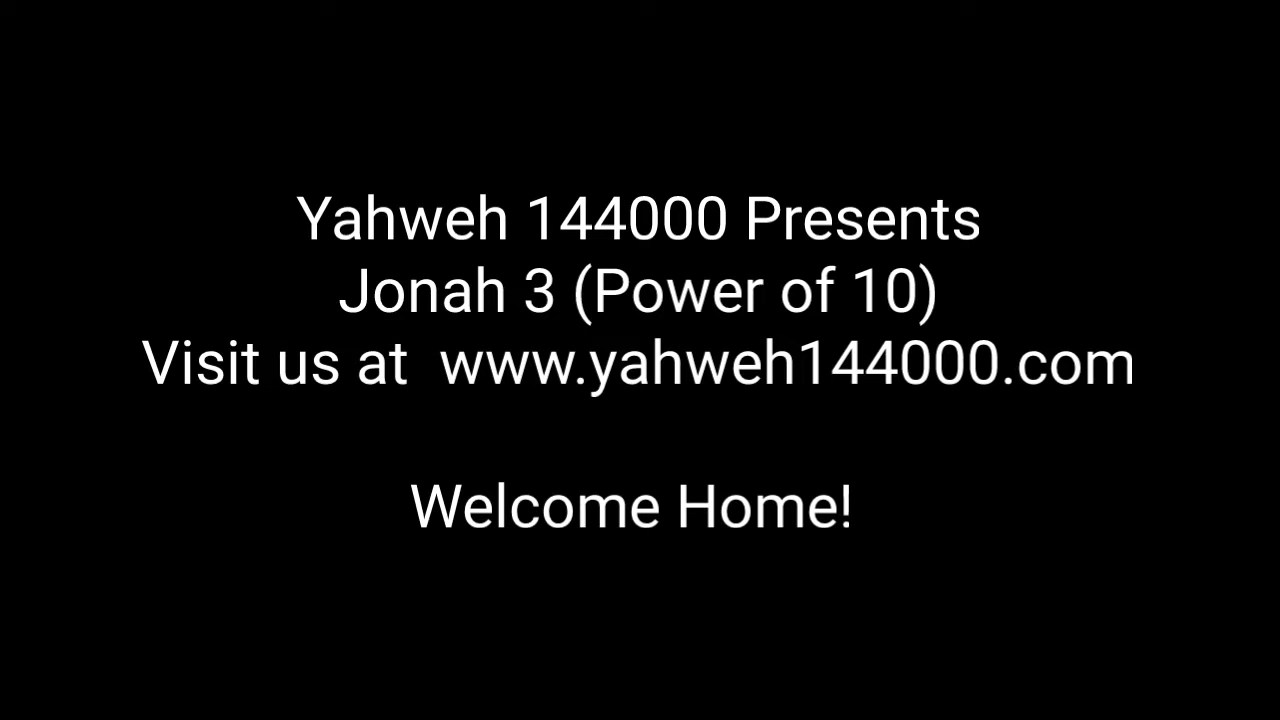 Yahweh 144000 Presents
Jonah 3 (Power of 10)
Visit us at  www.yahweh144000.com
Welcome Home!